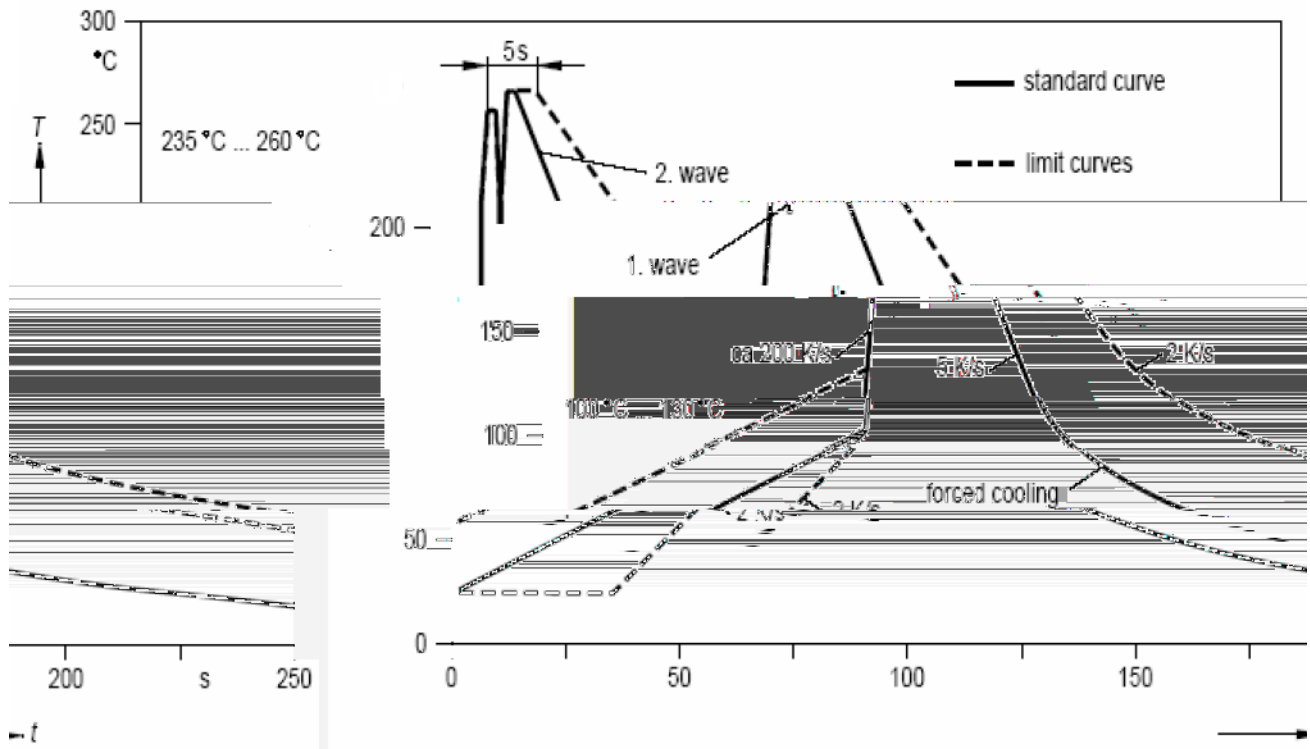 300
°C
5s
standard curve
T
250
235 °C ... 260 °C
2. wave
limit curves
200
1. wave
150
ca 200 K/s
5 K/s
2 K/s
100 °C ... 130 °C
100
forced cooling
2 K/s
50
0
200
s
250
0
50
100
150
t